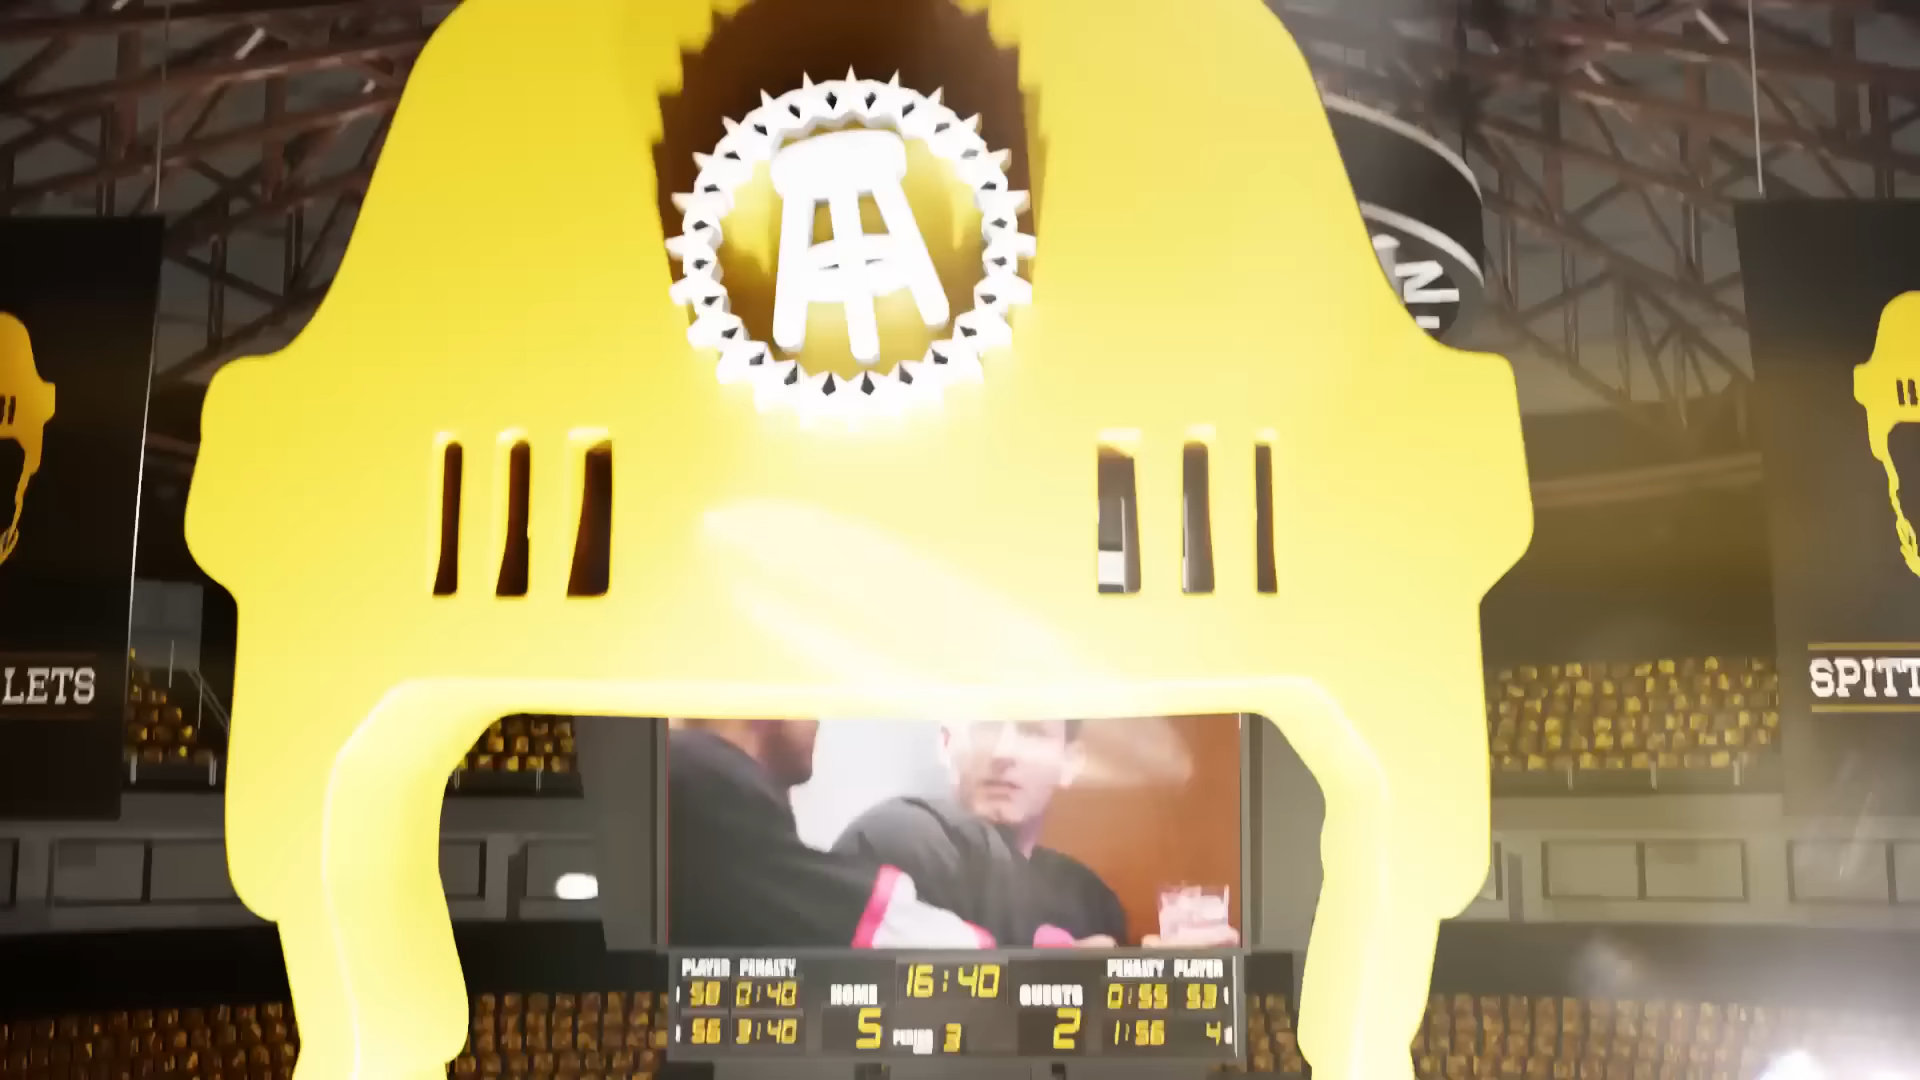 LETS
SPITT
PLAYER PENALTY
16:40
PENALTY PLAYER
50 0:40
HOME
GUESTS
0:55 53
56 3:40
5
PERIOD 3
2
1:56 4